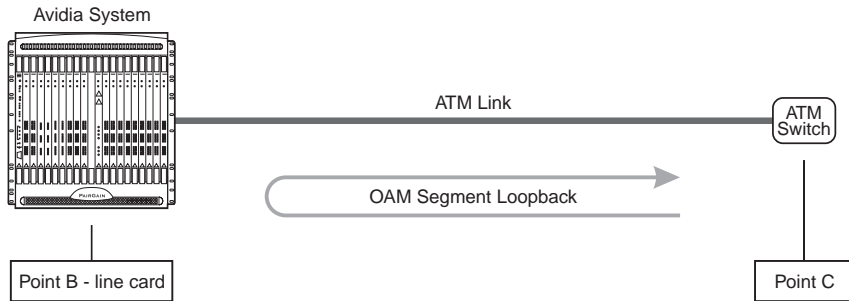 Avidia System
ATM Link
ATM
Switch
PAIRGAIN
OAM Segment Loopback
Point B - line card
Point C